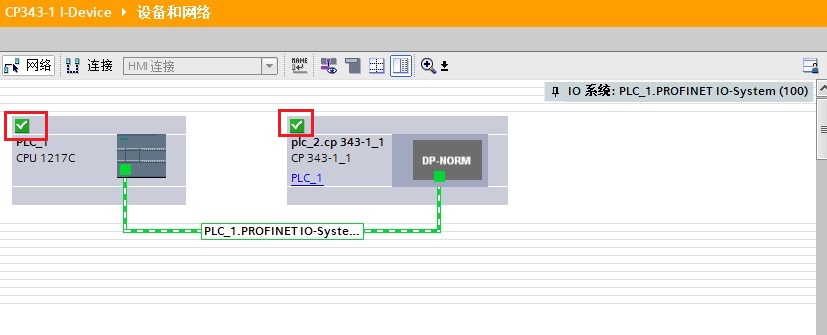 CP343-1 I-Device ▸ 设备和网络
网络 连接 HMI 连接
IO 系统: PLC_1.PROFINET IO-System (100)
PLC_1
CPU 1217C
plc_2.cp 343-1_1
CP 343-1_1
DP-NORM
PLC_1
PLC_1.PROFINET IO-Syste...